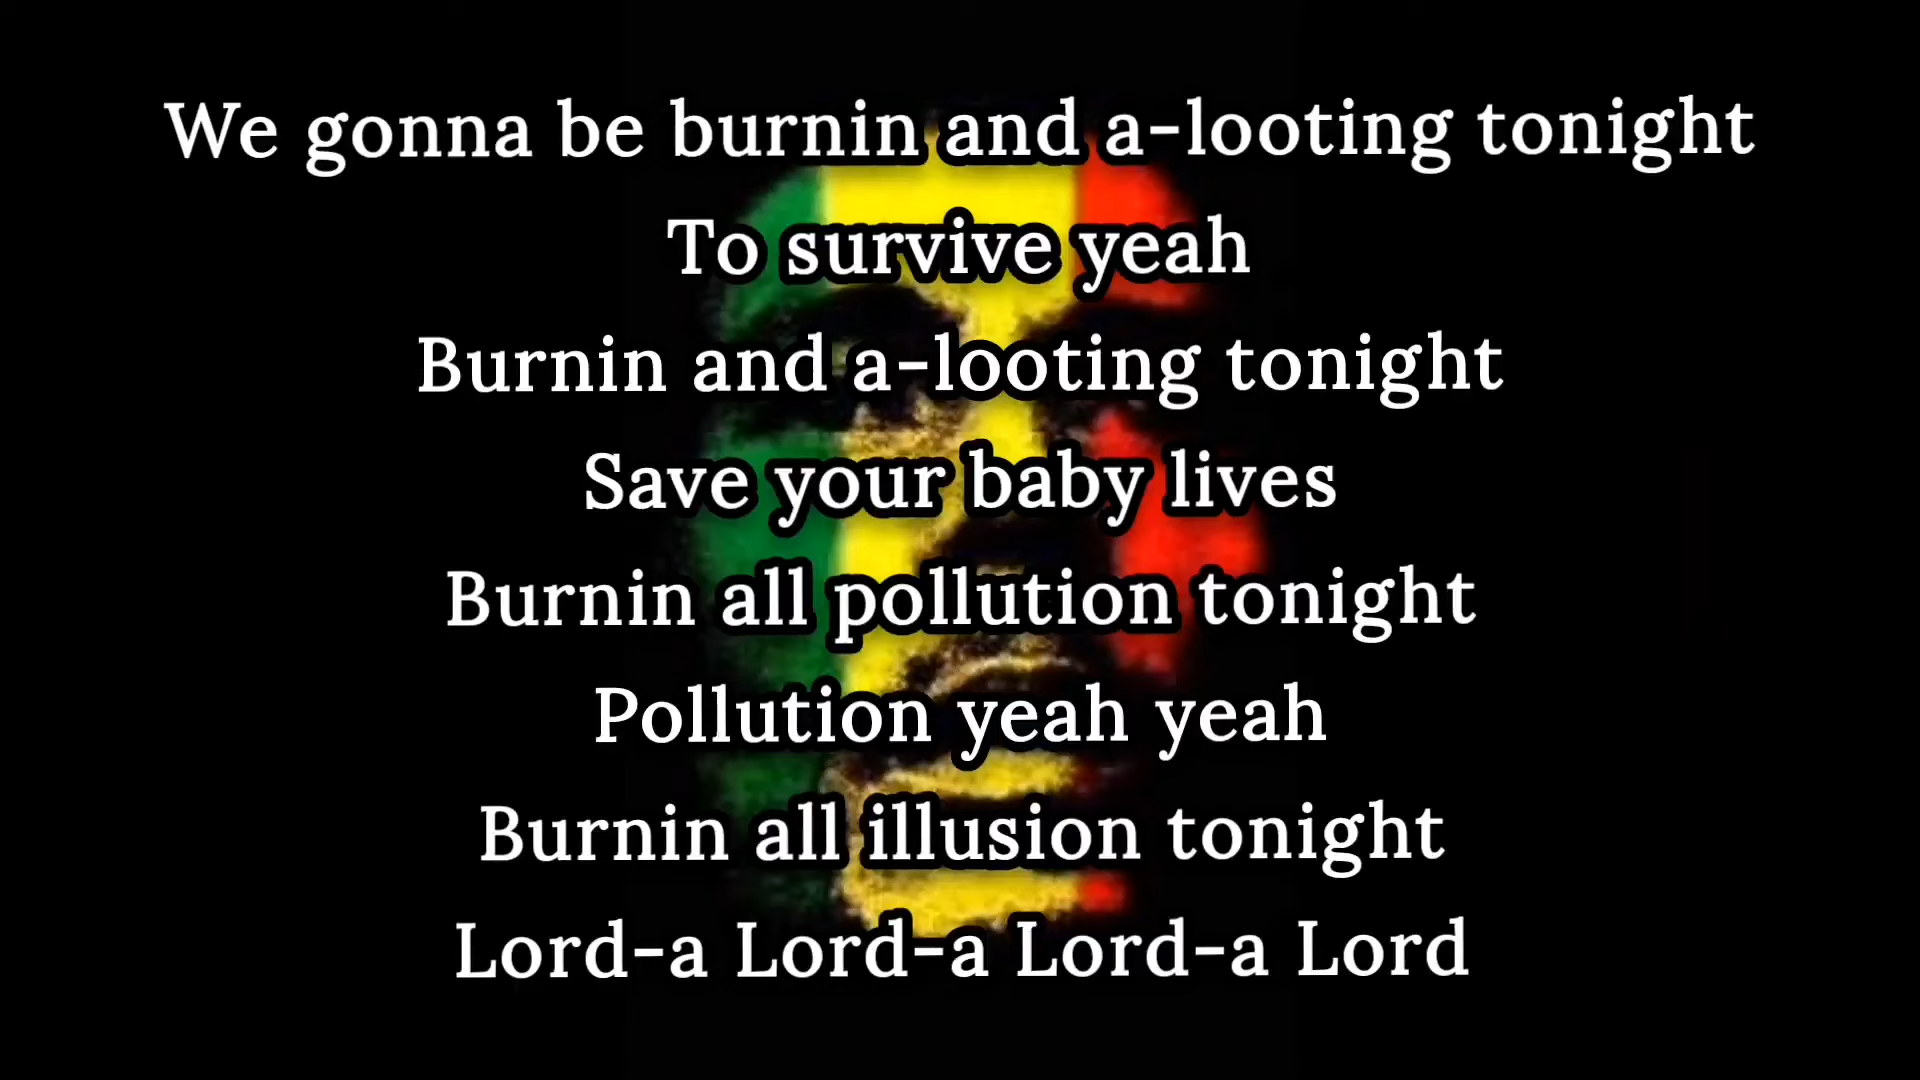 We gonna be burnin and a-looting tonight
To survive yeah
Burnin and a-looting tonight
Save your baby lives
Burnin all pollution tonight
Pollution yeah yeah
Burnin all illusion tonight
Lord-a Lord-a Lord-a Lord